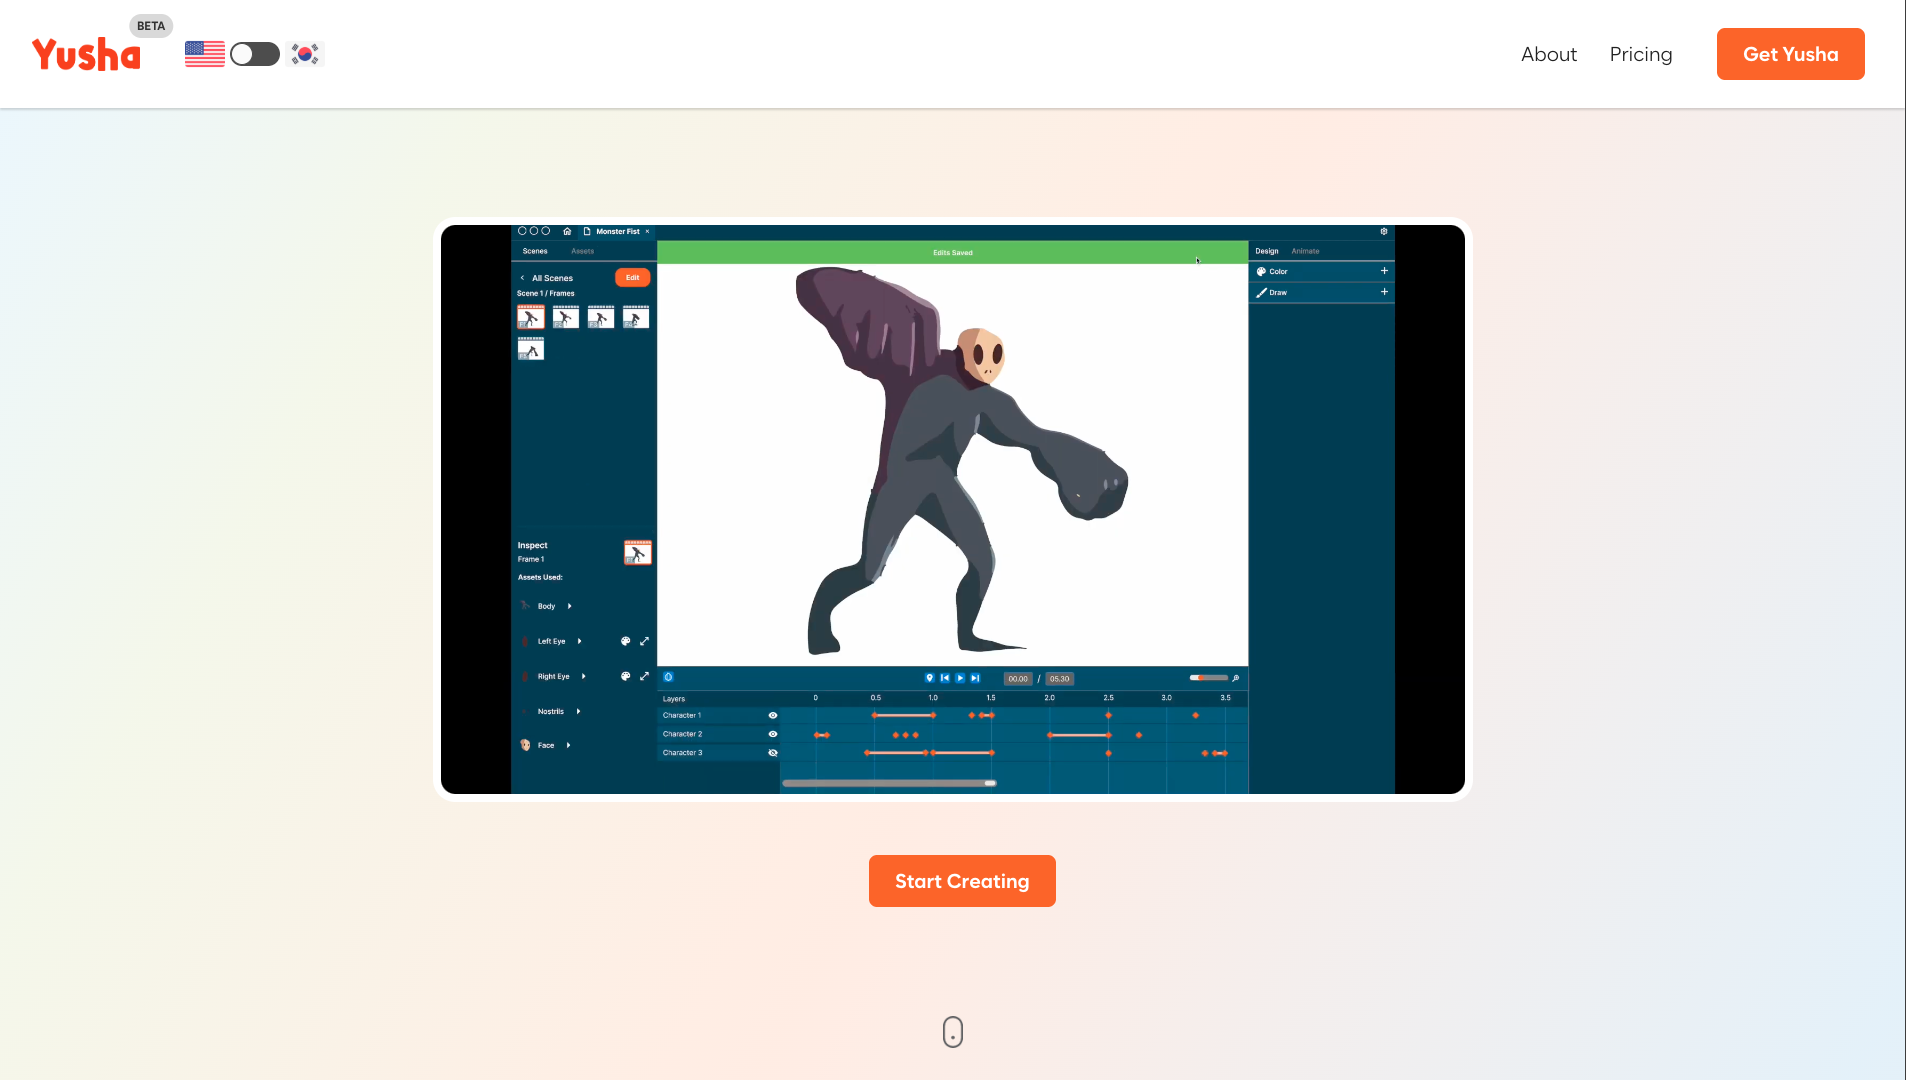 BETA
Yusha
About
Pricing
Get Yusha
Monster Fist
Scenes
Assets
Edits Saved
Design
Animate
All Scenes
Edit
Color
Scene 1 / Frames
Draw
Inspect
Frame 1
Assets Used:
Body
Left Eye
Right Eye
Nostrils
Face
00.00 / 05.30
Layers
0 0.5 1.0 1.5 2.0 2.5 3.0 3.5
Character 1
Character 2
Character 3
Start Creating